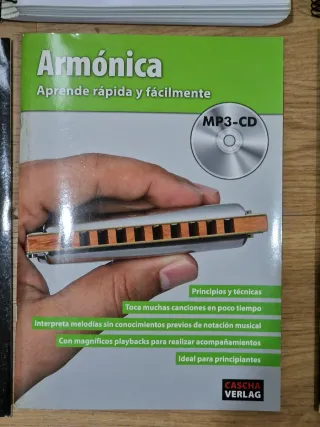 Armónica
Aprende rápida y fácilmente
MP3-CD
Principios y técnicas
Toca muchas canciones en poco tiempo
Interpreta melodías sin conocimientos previos de notación musical
Con magníficos playbacks para realizar acompañamientos
Ideal para principiantes
CASCHA
VERLAG